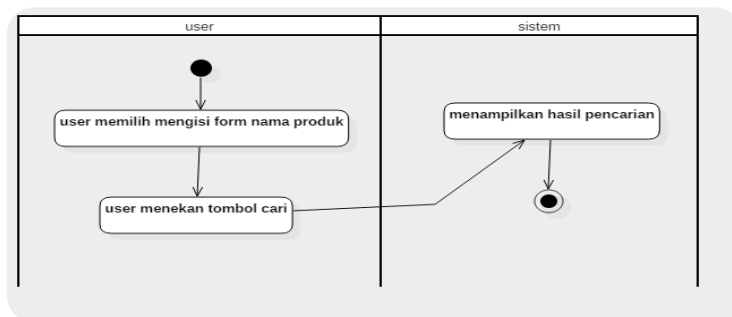 user
sistem
user memilih mengisi form nama produk
menampilkan hasil pencarian
user menekan tombol cari